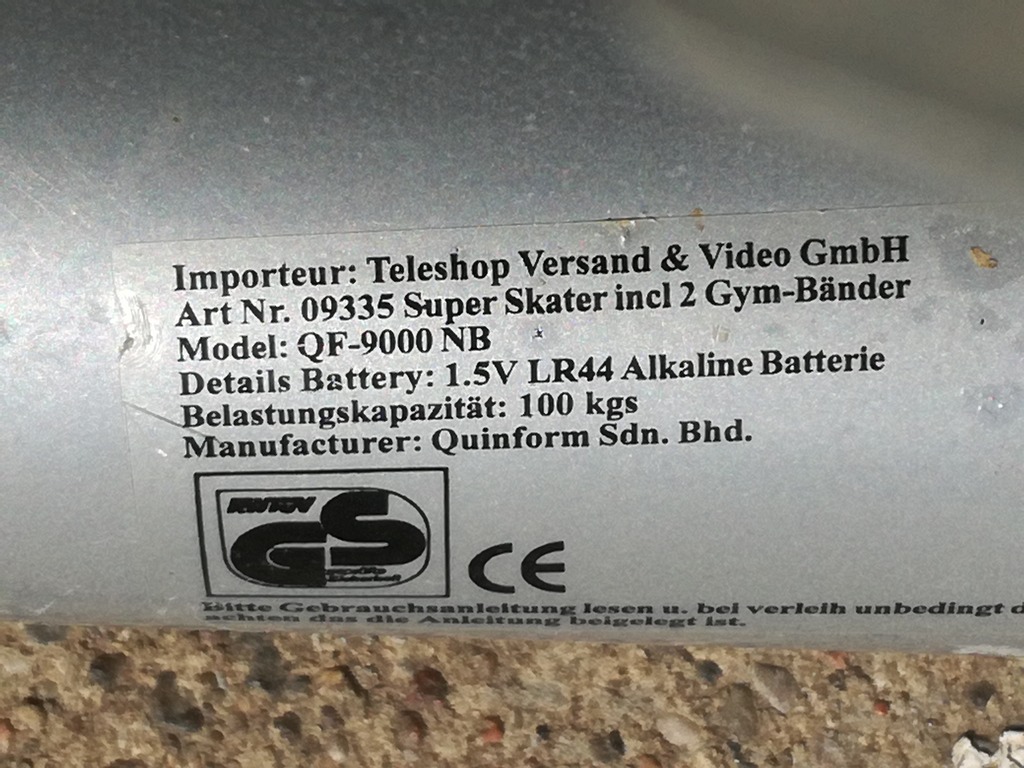 Importeur: Teleshop Versand & Video GmbH
Art Nr. 09335 Super Skater incl 2 Gym-Bänder
Model: QF-9000 NB
Details Battery: 1.5V LR44 Alkaline Batterie
Belastungskapazität: 100 kgs
Manufacturer: Quinform Sdn. Bhd.
RWTÜV
GS
CE
Bitte Gebrauchsanleitung lesen u. bei verleih unbedingt d
achten das die Anleitung beigelegt ist.